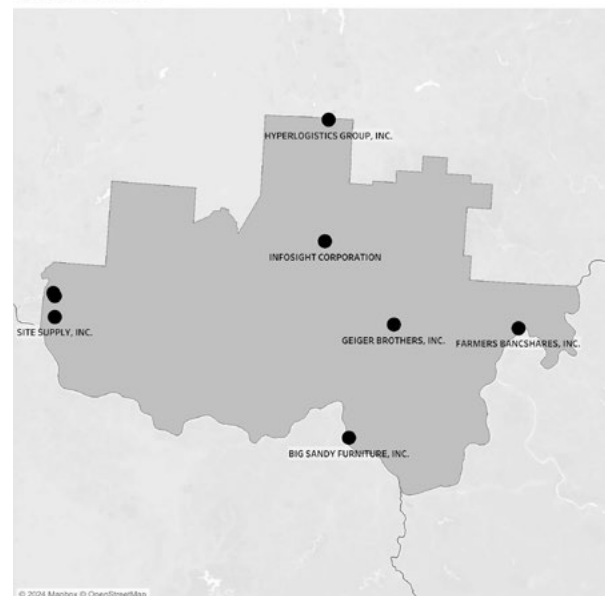 HYPERLOGISTICS GROUP, INC.
INFOSIGHT CORPORATION
SITE SUPPLY, INC.
GEIGER BROTHERS, INC.
FARMERS BANCSHARES, INC.
BIG SANDY FURNITURE, INC.
© 2024 Mapbox © OpenStreetMap